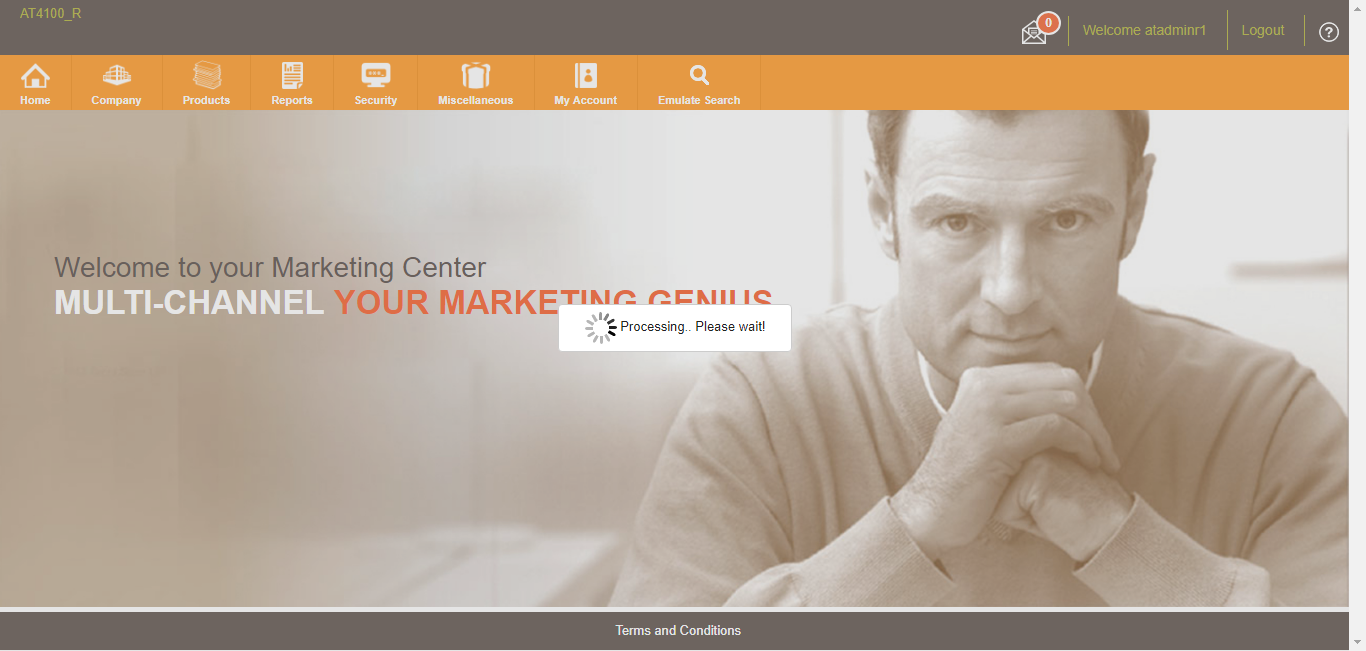 AT4100_R
0
Welcome atadminr1
Logout
?
Home
Company
Products
Reports
Security
Miscellaneous
My Account
Emulate Search
Welcome to your Marketing Center
MULTI-CHANNEL YOUR MARKETING GENIUS
Processing.. Please wait!
Terms and Conditions